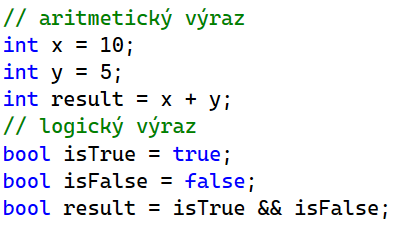 // aritmetický výraz
int x = 10;
int y = 5;
int result = x + y;
// logický výraz
bool isTrue = true;
bool isFalse = false;
bool result = isTrue && isFalse;